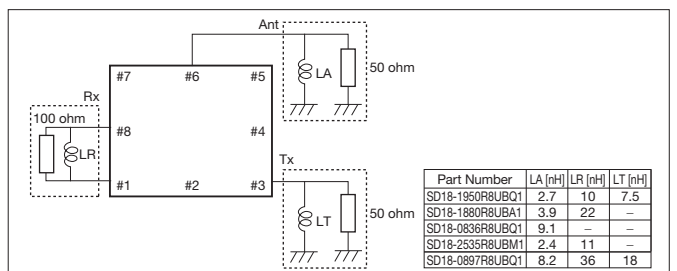 Ant
#7 #6 #5
LA
50 ohm
Rx
100 ohm
#8 #4
LR
Tx
#1 #2 #3
LT
50 ohm
Part Number LA [nH] LR [nH] LT [nH]
SD18-1950R8UBQ1 2.7 10 7.5
SD18-1880R8UBA1 3.9 22 –
SD18-0836R8UBQ1 9.1 – –
SD18-2535R8UBM1 2.4 11 –
SD18-0897R8UBQ1 8.2 36 18